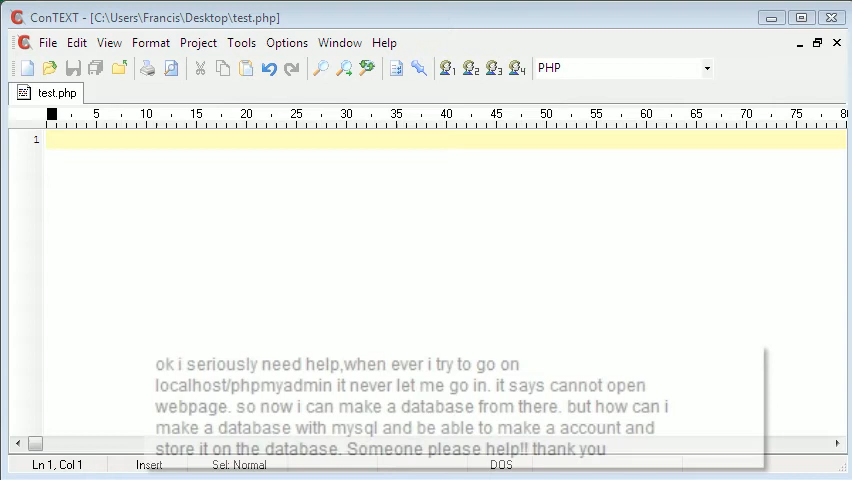 ConTEXT - [C:\Users\Francis\Desktop\test.php]
File Edit View Format Project Tools Options Window Help
1 2 3 4 PHP
test.php
5 10 15 20 25 30 35 40 45 50 55 60 65 70 75 80
1
ok i seriously need help,when ever i try to go on
localhost/phpmyadmin it never let me go in. it says cannot open
webpage. so now i can make a database from there. but how can i
make a database with mysql and be able to make a account and
store it on the database. Someone please help!! thank you
Ln 1, Col 1 Insert Sel: Normal DOS